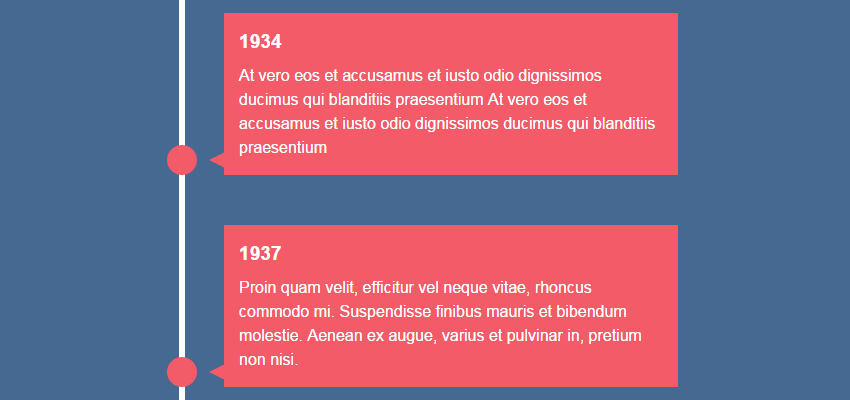 1934
At vero eos et accusamus et iusto odio dignissimos
ducimus qui blanditiis praesentium At vero eos et
accusamus et iusto odio dignissimos ducimus qui blanditiis
praesentium
1937
Proin quam velit, efficitur vel neque vitae, rhoncus
commodo mi. Suspendisse finibus mauris et bibendum
molestie. Aenean ex augue, varius et pulvinar in, pretium
non nisi.